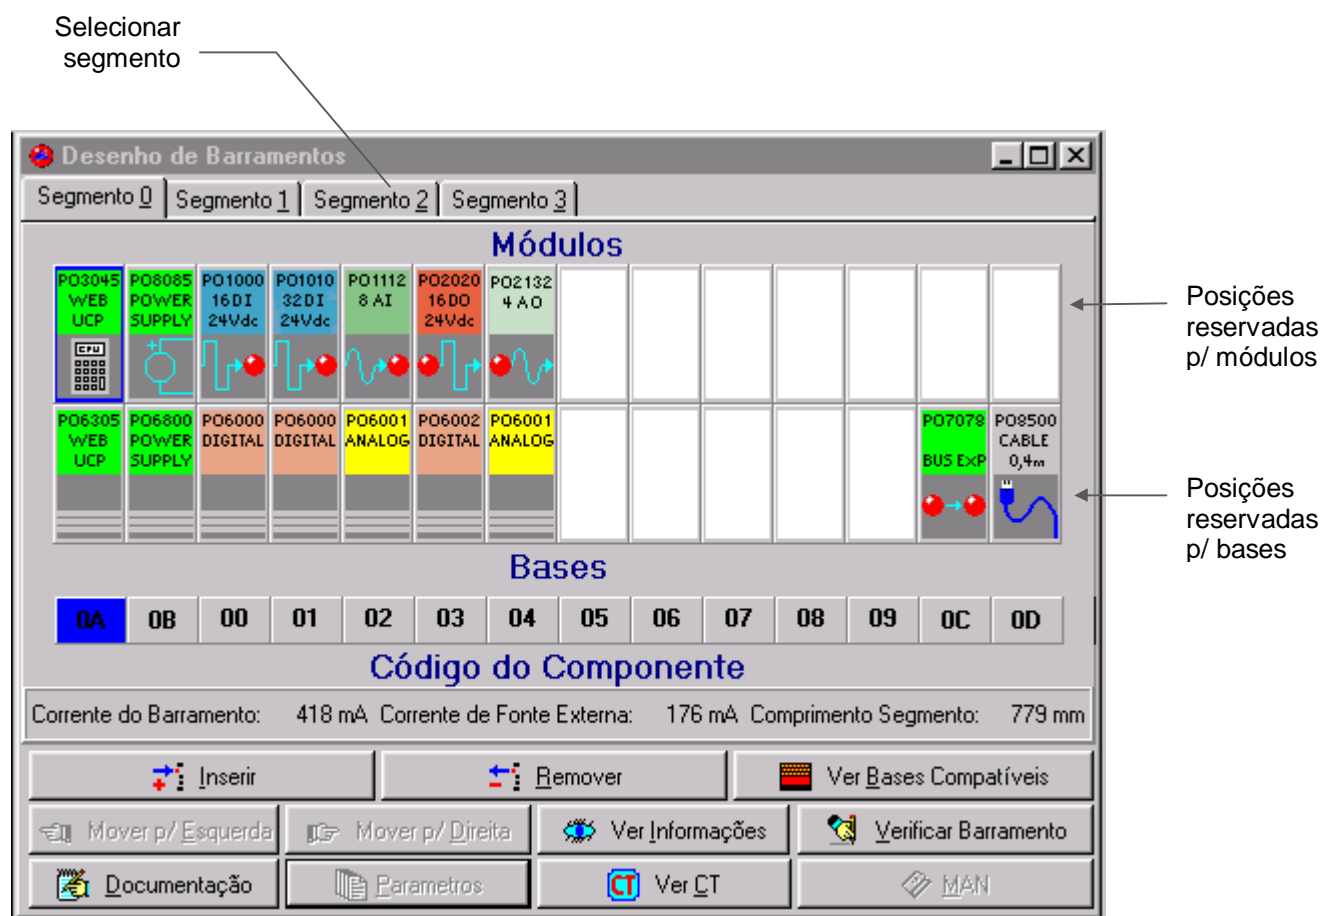 Selecionar
segmento
Desenho de Barramentos
Segmento 0 Segmento 1 Segmento 2 Segmento 3
Módulos
PO3045 PO8085 PO1000 PO1010 PO1112 PO2020 PO2132
WEB POWER 16DI 32DI 8 AI 16DO 4 AO
UCP SUPPLY 24Vdc 24Vdc 24Vdc
CPU
Posições
reservadas
p/ módulos
PO6305 PO6800 PO6000 PO6000 PO6001 PO6002 PO6001 PO7078 PO8500
WEB POWER DIGITAL DIGITAL ANALOG DIGITAL ANALOG CABLE
UCP SUPPLY BUS EXP 0,4m
Posições
reservadas
p/ bases
Bases
0A 0B 00 01 02 03 04 05 06 07 08 09 0C 0D
Código do Componente
Corrente do Barramento: 418 mA Corrente de Fonte Externa: 176 mA Comprimento Segmento: 779 mm
Inserir Remover Ver Bases Compatíveis
Mover p/ Esquerda Mover p/ Direita Ver Informações Verificar Barramento
Documentação Parametros CT Ver CT MAN